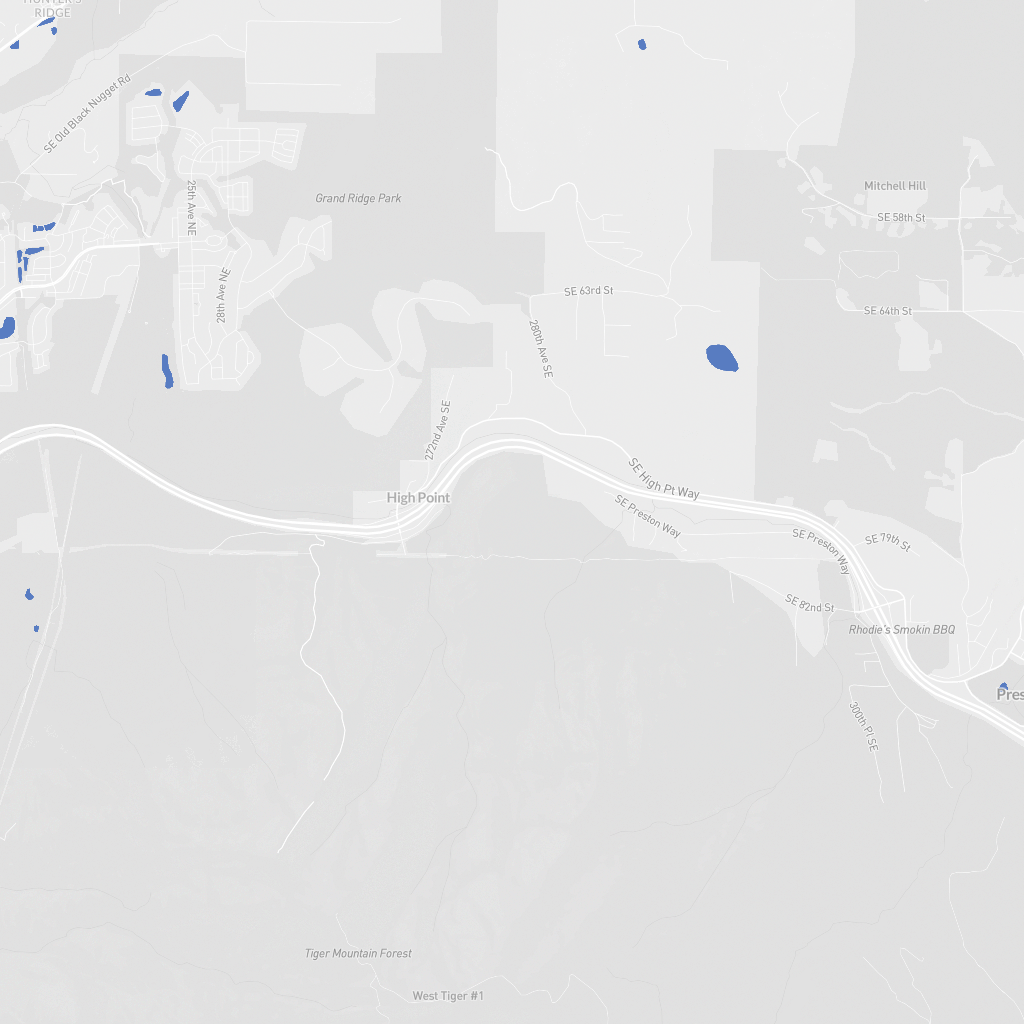 HUNTER'S
RIDGE
SE Old Black Nugget Rd
25th Ave NE
Grand Ridge Park
Mitchell Hill
SE 58th St
28th Ave NE
SE 63rd St
SE 64th St
280th Ave SE
272nd Ave SE
SE High Pt Way
High Point
SE Preston Way
SE Preston Way
SE 79th St
SE 82nd St
Rhodie's Smokin BBQ
Pres
300th Pl SE
Tiger Mountain Forest
West Tiger #1